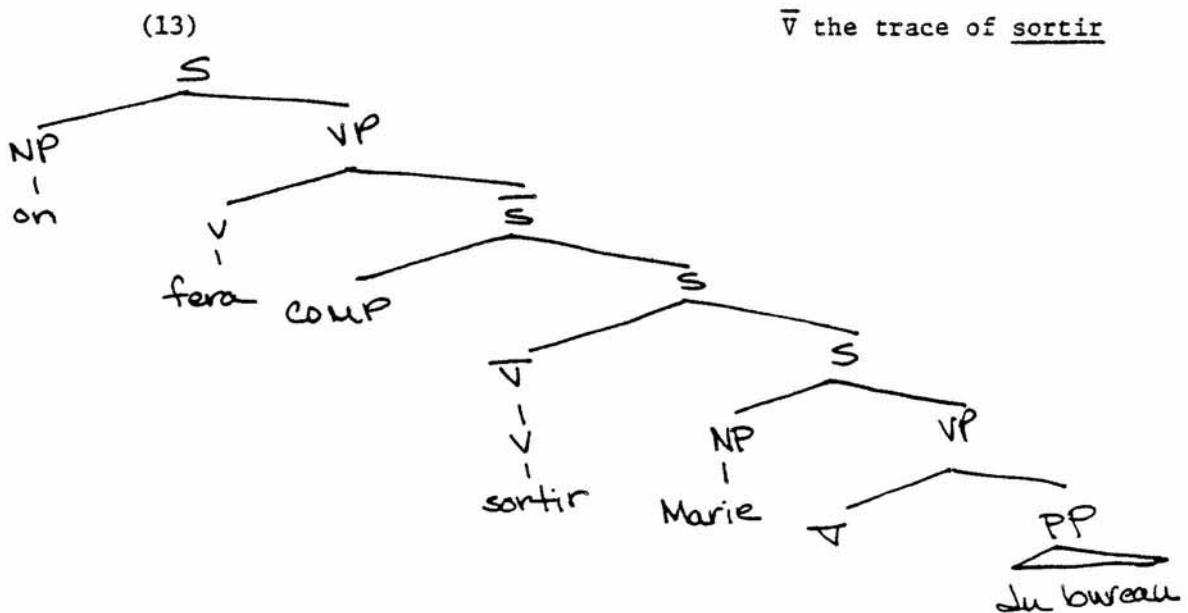 (13) V̅ the trace of sortir
S
NP VP
on V S̅
fera COMP S
V̅ S
V NP VP
sortir Marie V̅ PP
du bureau